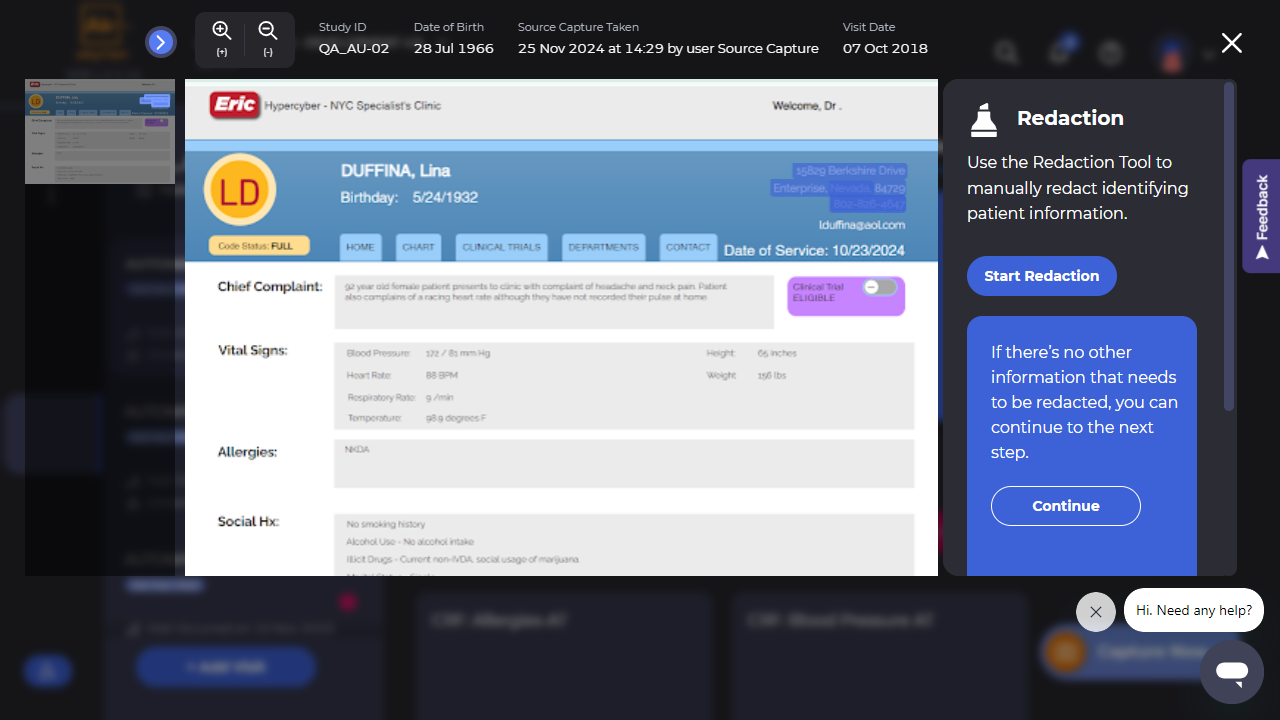 (+)
(-)
Study ID
QA_AU-02
Date of Birth
28 Jul 1966
Source Capture Taken
25 Nov 2024 at 14:29 by user Source Capture
Visit Date
07 Oct 2018
Eric
Hypercyber - NYC Specialist's Clinic
Welcome, Dr .
LD
DUFFINA, Lina
Birthday: 5/24/1932
15829 Berkshire Drive
Enterprise, Nevada, 84729
802-826-4647
lduffina@aol.com
Code Status: FULL
HOME
CHART
CLINICAL TRIALS
DEPARTMENTS
CONTACT
Date of Service: 10/23/2024
Chief Complaint:
92 year old female patient presents to clinic with complaint of headache and neck pain. Patient
also complains of a racing heart rate although they have not recorded their pulse at home.
Clinical Trial
ELIGIBLE
Vital Signs:
Blood Pressure: 172 / 81 mm Hg
Height: 65 inches
Heart Rate: 88 BPM
Weight 156 lbs
Respiratory Rate: 9 /min
Temperature: 98.9 degrees F
Allergies:
NKDA
Social Hx:
No smoking history
Alcohol Use - No alcohol intake
Illicit Drugs - Current non-IVDA, social usage of marijuana
Redaction
Use the Redaction Tool to
manually redact identifying
patient information.
Start Redaction
If there's no other
information that needs
to be redacted, you can
continue to the next
step.
Continue
Feedback
Hi. Need any help?
+ Add Visit
CRF: Allergies AT
CRF: Blood Pressure AT